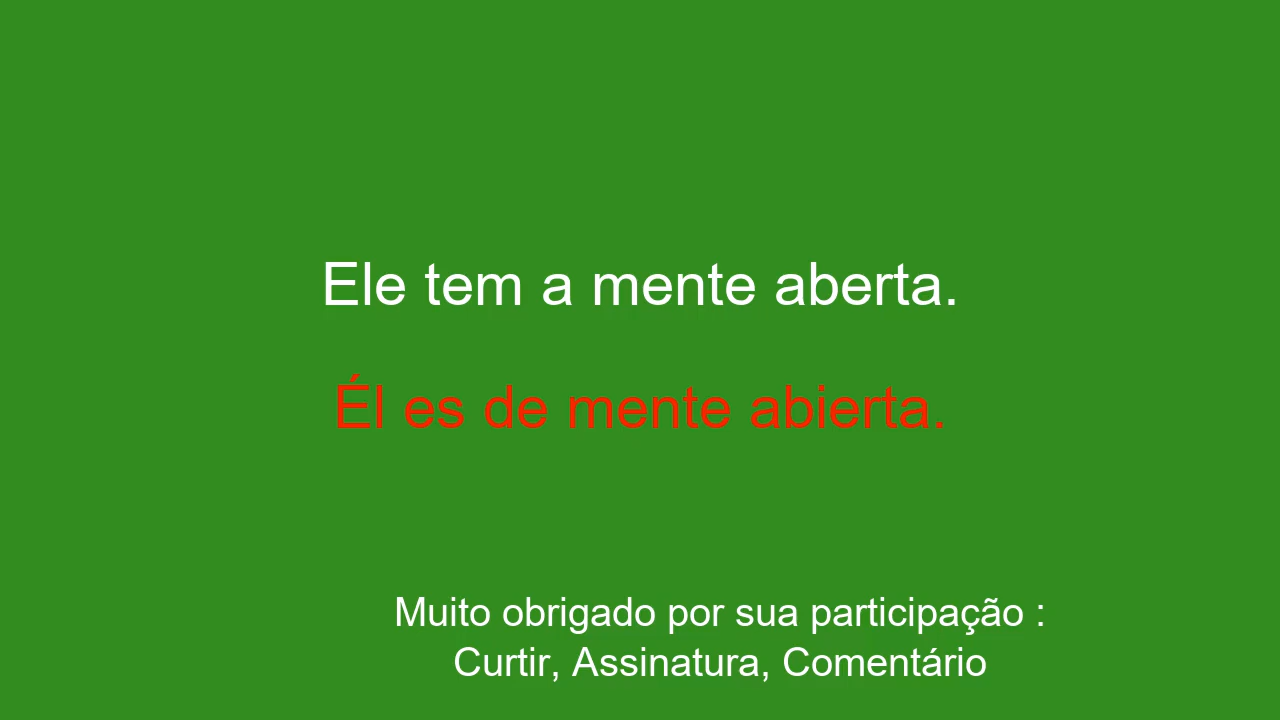 Ele tem a mente aberta.
Él es de mente abierta.
Muito obrigado por sua participação :
Curtir, Assinatura, Comentário